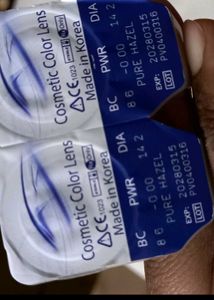 Cosmetic Color Lens
CE 1023
Made in Korea
BC PWR DIA
8 6 -0 00 14 2
PURE HAZEL
EXP: 20280315
LOT PV0400316
Cosmetic Color Lens
CE 1023
Made in Korea
BC PWR DIA
8 6 -0 00 14 2
PURE HAZEL
EXP: 20280315
LOT PV0400316